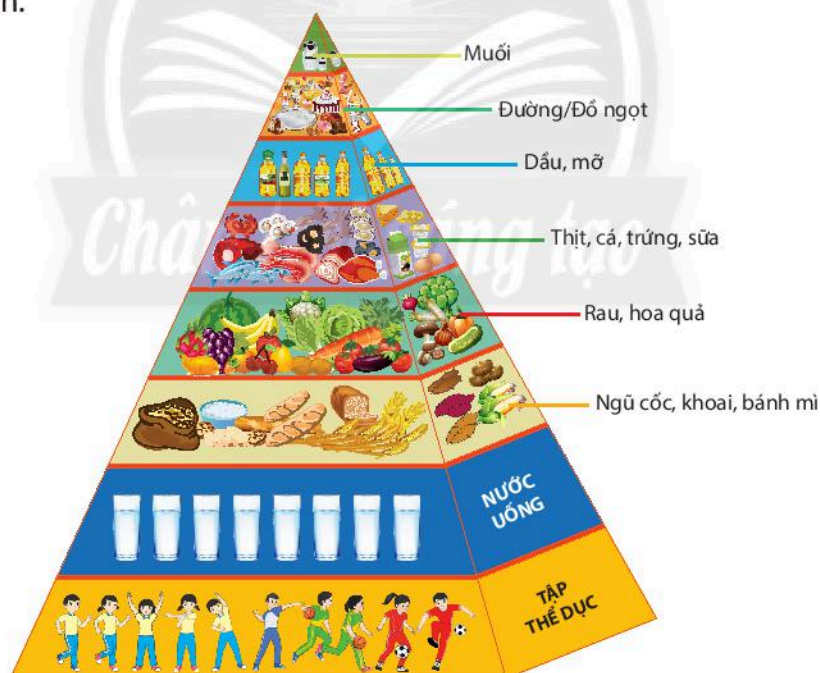 n.
Muối
Đường/Đồ ngọt
Dầu, mỡ
Thịt, cá, trứng, sữa
Rau, hoa quả
Ngũ cốc, khoai, bánh mì
NƯỚC
UỐNG
TẬP
THỂ DỤC